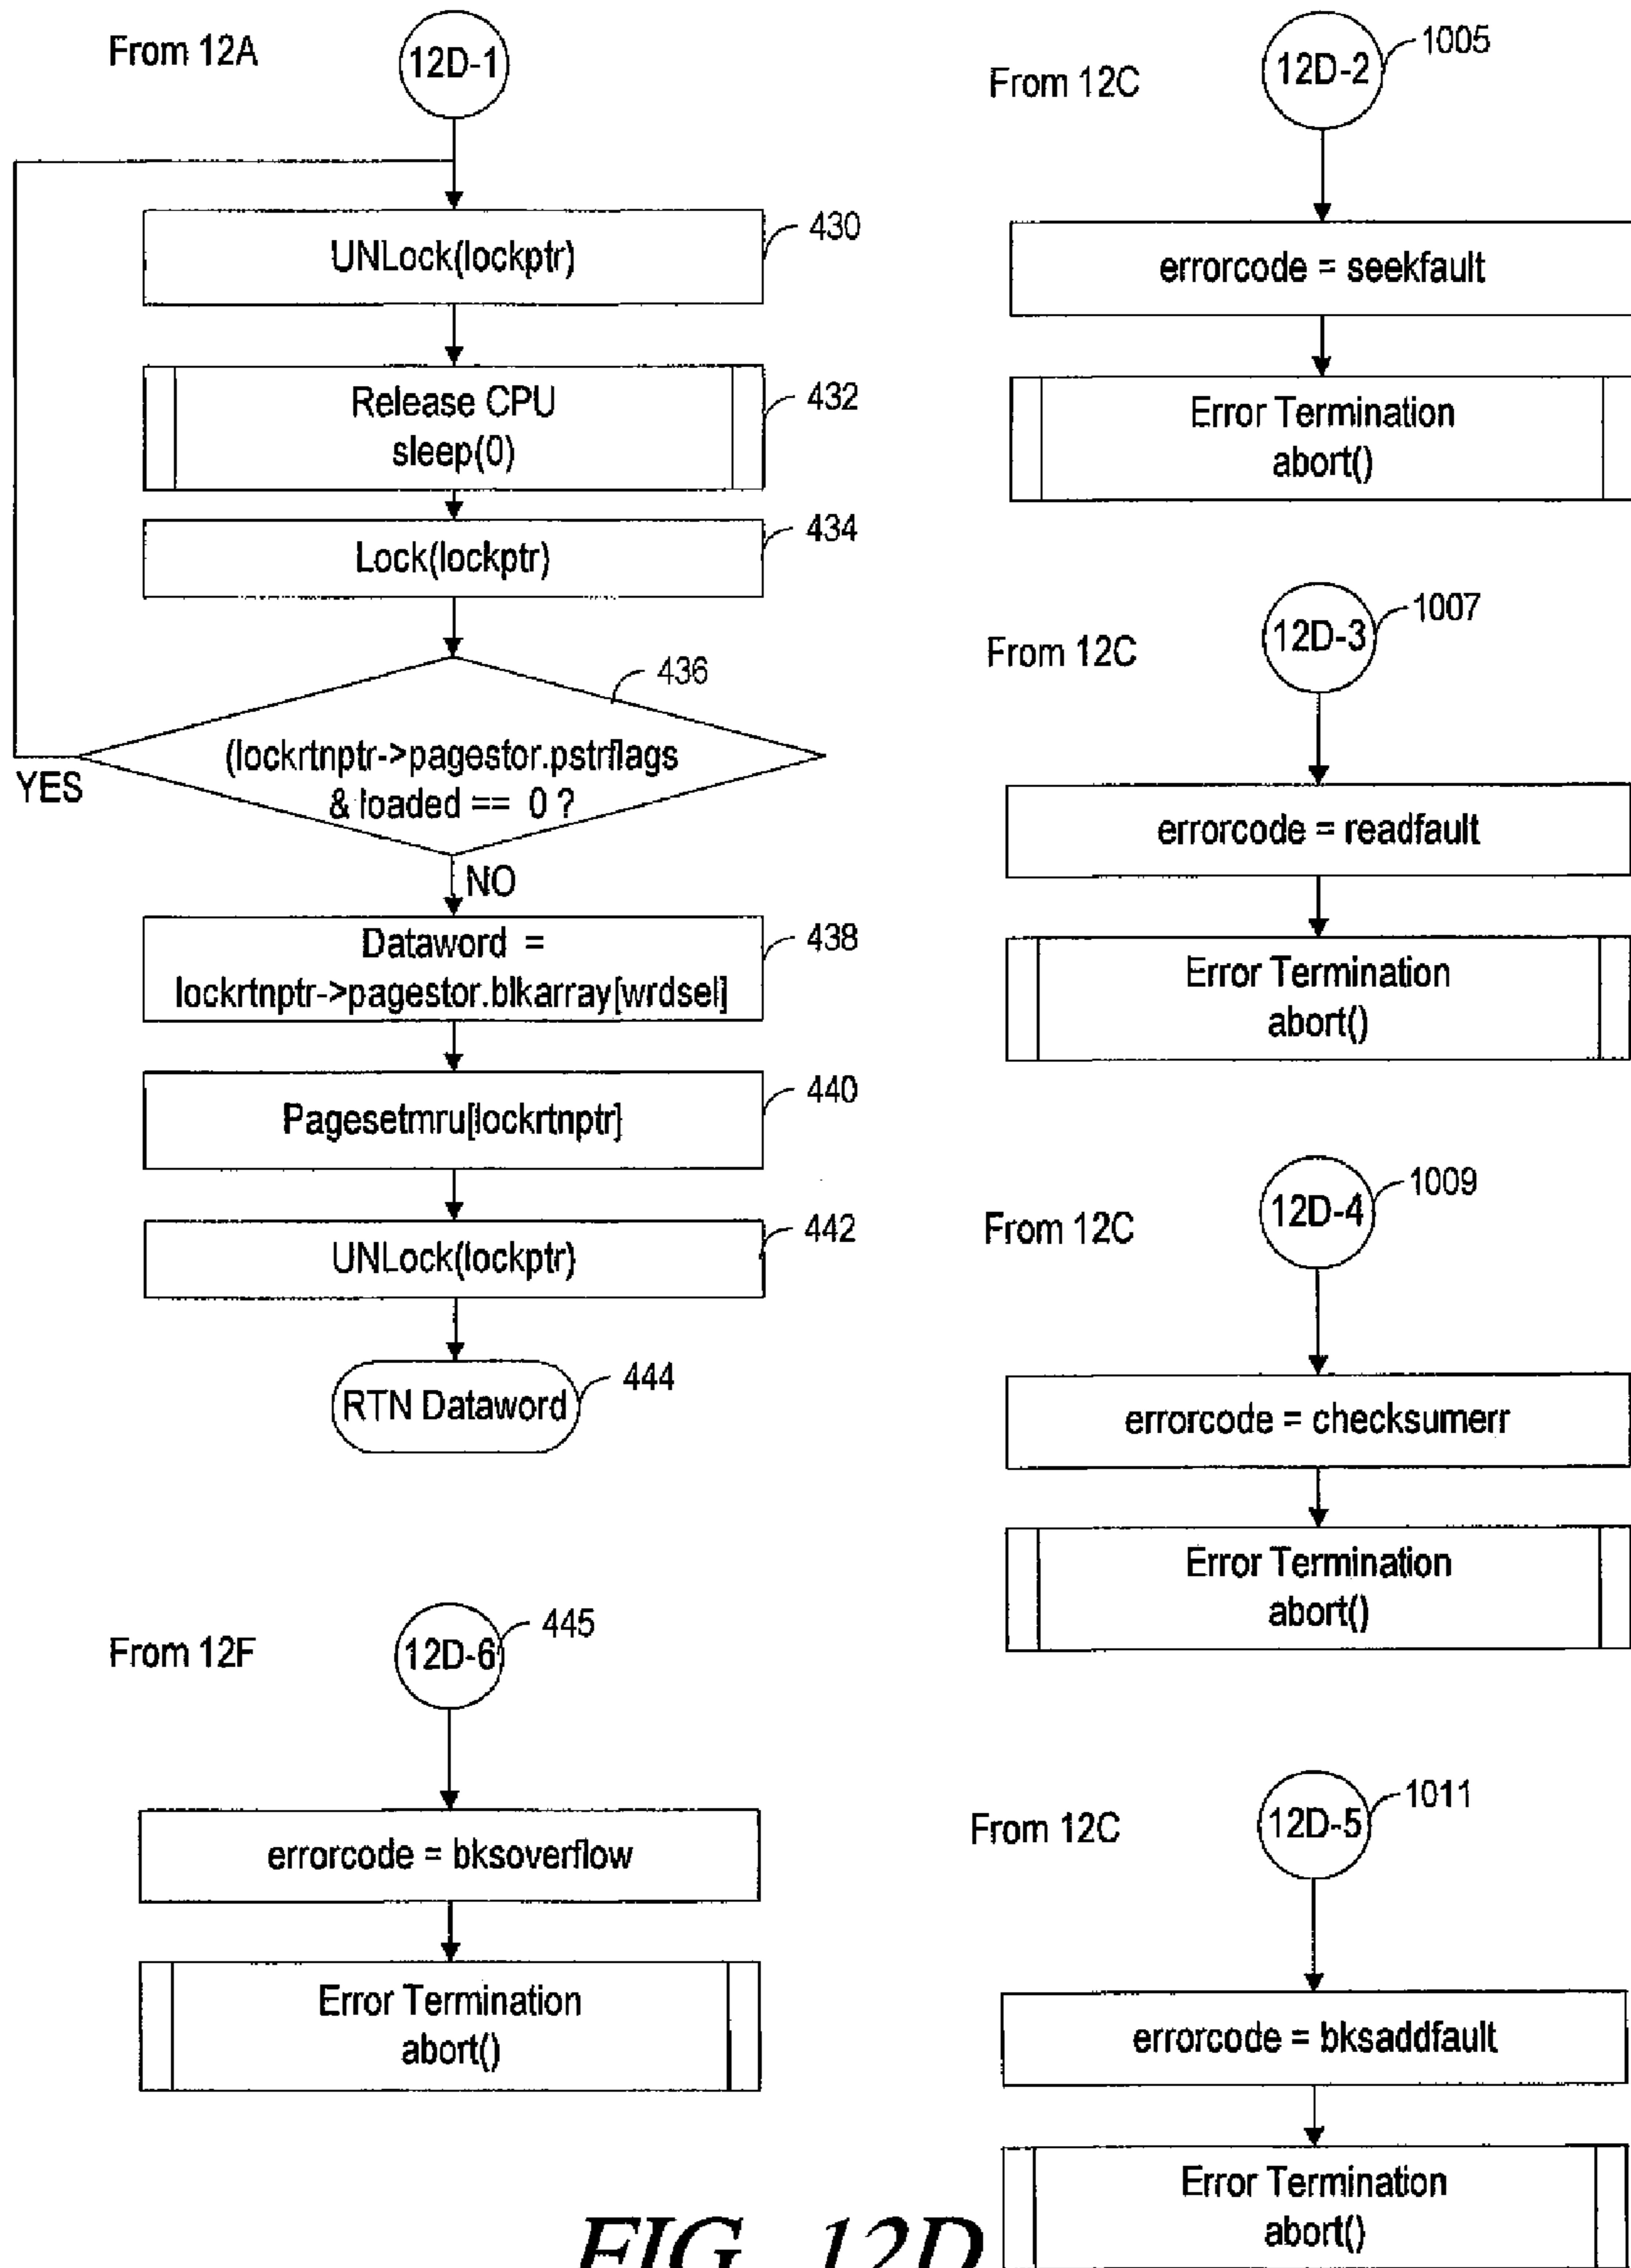 From 12A
12D-1
UNLock(lockptr)
430
Release CPU
sleep(0)
432
Lock(lockptr)
434
436
(lockrtnptr->pagestor.pstrflags
& loaded == 0 ?
YES
NO
Dataword =
lockrtnptr->pagestor.blkarray[wrdsel]
438
Pagesetmru[lockrtnptr]
440
UNLock(lockptr)
442
RTN Dataword
444
From 12F
12D-6
445
errorcode = bksoverflow
Error Termination
abort()
From 12C
12D-2
1005
errorcode = seekfault
Error Termination
abort()
From 12C
12D-3
1007
errorcode = readfault
Error Termination
abort()
From 12C
12D-4
1009
errorcode = checksumerr
Error Termination
abort()
From 12C
12D-5
1011
errorcode = bksaddfault
Error Termination
abort()
FIG. 12D